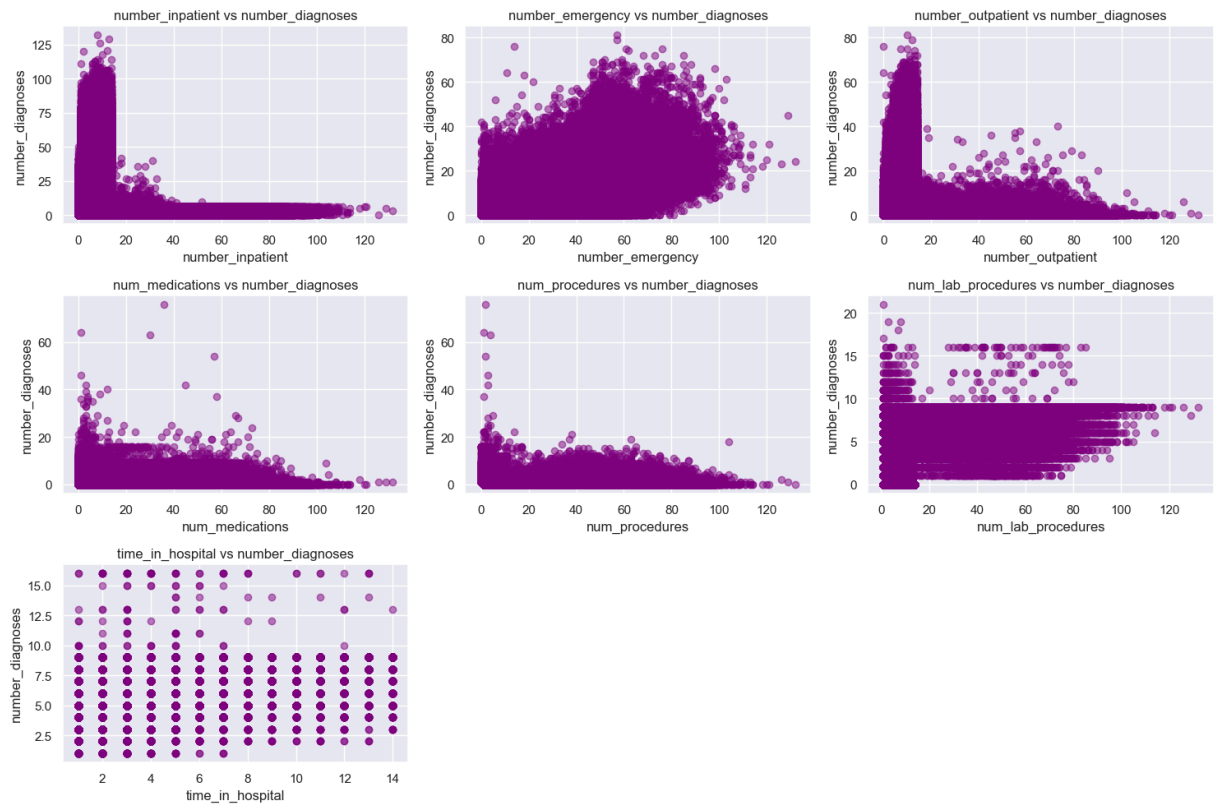 number_inpatient vs number_diagnoses
number_diagnoses
125
100
75
50
25
0
0 20 40 60 80 100 120
number_inpatient
number_emergency vs number_diagnoses
number_diagnoses
80
60
40
20
0
0 20 40 60 80 100 120
number_emergency
number_outpatient vs number_diagnoses
number_diagnoses
80
60
40
20
0
0 20 40 60 80 100 120
number_outpatient
num_medications vs number_diagnoses
number_diagnoses
60
40
20
0
0 20 40 60 80 100 120
num_medications
num_procedures vs number_diagnoses
number_diagnoses
60
40
20
0
0 20 40 60 80 100 120
num_procedures
num_lab_procedures vs number_diagnoses
number_diagnoses
20
15
10
5
0
0 20 40 60 80 100 120
num_lab_procedures
time_in_hospital vs number_diagnoses
number_diagnoses
15.0
12.5
10.0
7.5
5.0
2.5
2 4 6 8 10 12 14
time_in_hospital